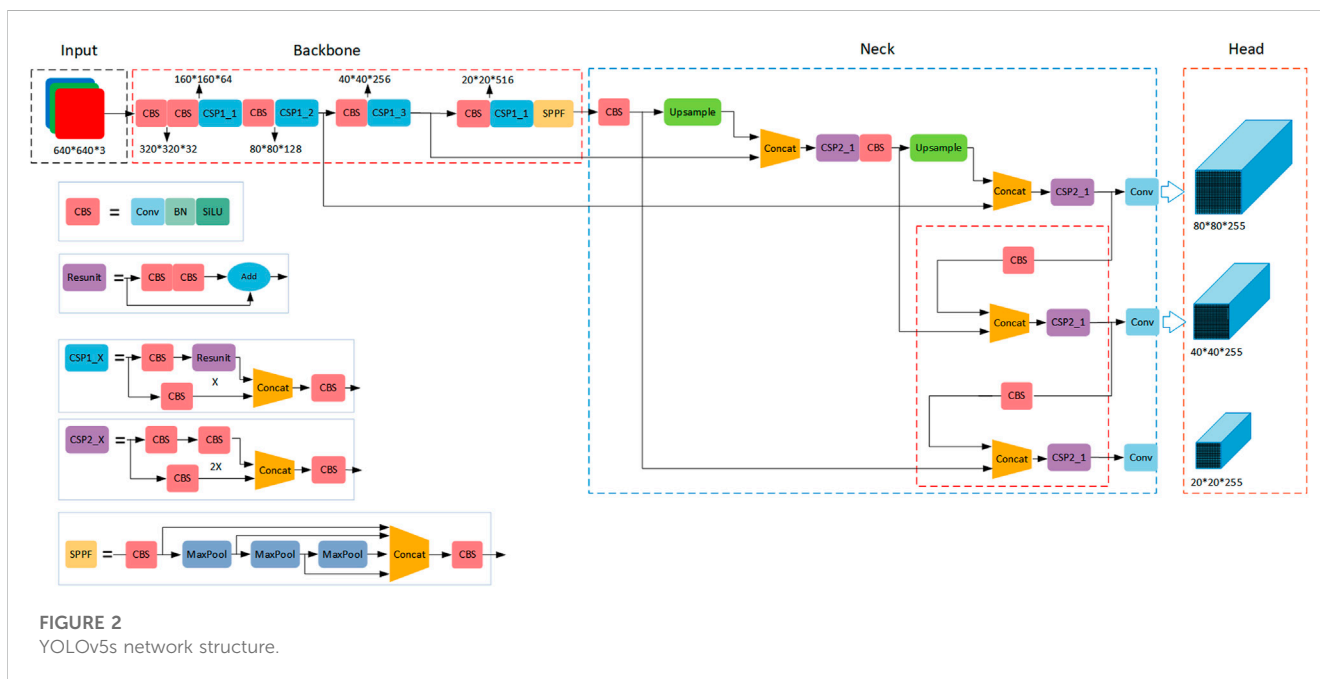 Input
Backbone
Neck
Head
160*160*64
40*40*256
20*20*516
CBS CBS CSP1_1 CBS CSP1_2 CBS CSP1_3 CBS CSP1_1 SPPF CBS Upsample
640*640*3
320*320*32
80*80*128
Concat CSP2_1 CBS Upsample
Concat CSP2_1 Conv
80*80*255
CBS = Conv BN SILU
CBS
Resunit = CBS CBS Add
Concat CSP2_1 Conv
40*40*255
CSP1_X = CBS Resunit
X
CBS Concat CBS
CBS
CSP2_X = CBS CBS
2X
CBS Concat CBS
Concat CSP2_1 Conv
20*20*255
SPPF = CBS MaxPool MaxPool MaxPool Concat CBS
FIGURE 2
YOLOv5s network structure.